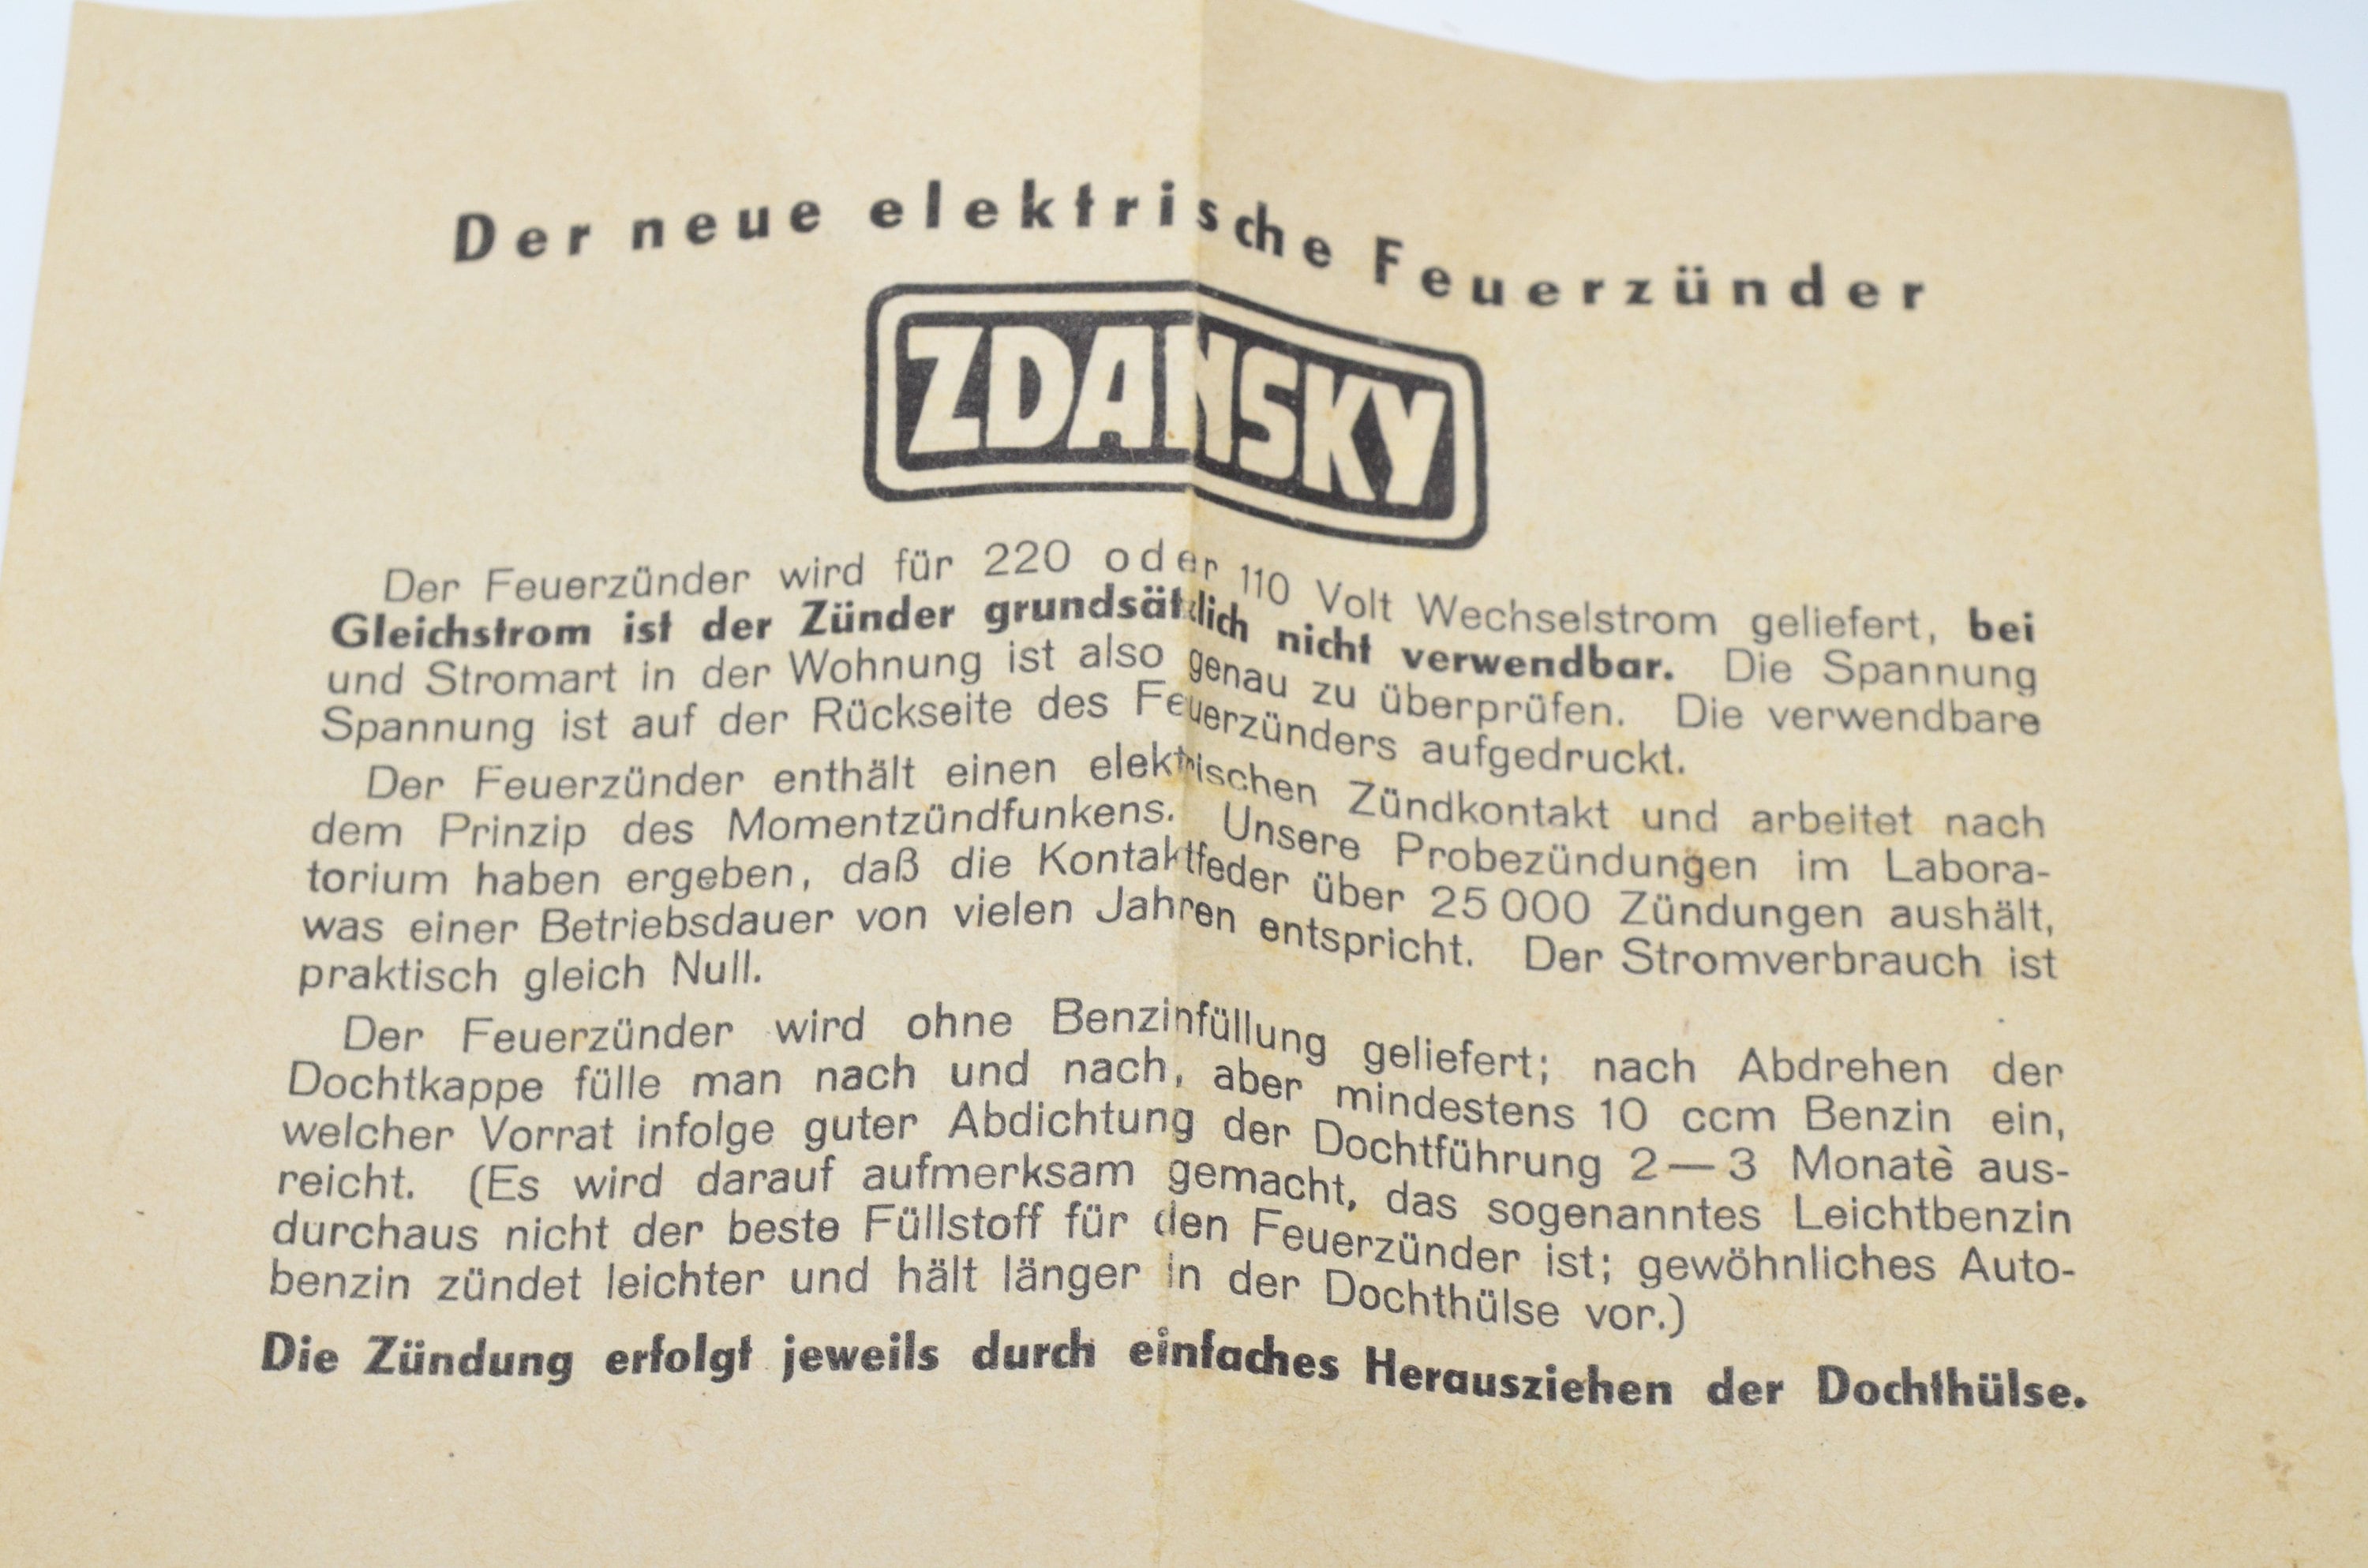 Der neue elektrische Feuerzünder
ZDANSKY
Der Feuerzünder wird für 220 oder 110 Volt Wechselstrom geliefert, bei
Gleichstrom ist der Zünder grundsätzlich nicht verwendbar. Die Spannung
und Stromart in der Wohnung ist also genau zu überprüfen. Die verwendbare
Spannung ist auf der Rückseite des Feuerzünders aufgedruckt.
Der Feuerzünder enthält einen elektrischen Zündkontakt und arbeitet nach
dem Prinzip des Momentzündfunkens. Unsere Probezündungen im Labora-
torium haben ergeben, daß die Kontaktfeder über 25 000 Zündungen aushält,
was einer Betriebsdauer von vielen Jahren entspricht. Der Stromverbrauch ist
praktisch gleich Null.
Der Feuerzünder wird ohne Benzinfüllung geliefert; nach Abdrehen der
Dochtkappe fülle man nach und nach, aber mindestens 10 ccm Benzin ein,
welcher Vorrat infolge guter Abdichtung der Dochtführung 2—3 Monate aus-
reicht. (Es wird darauf aufmerksam gemacht, das sogenanntes Leichtbenzin
durchaus nicht der beste Füllstoff für den Feuerzünder ist; gewöhnliches Auto-
benzin zündet leichter und hält länger in der Dochthülse vor.)
Die Zündung erfolgt jeweils durch einfaches Herausziehen der Dochthülse.